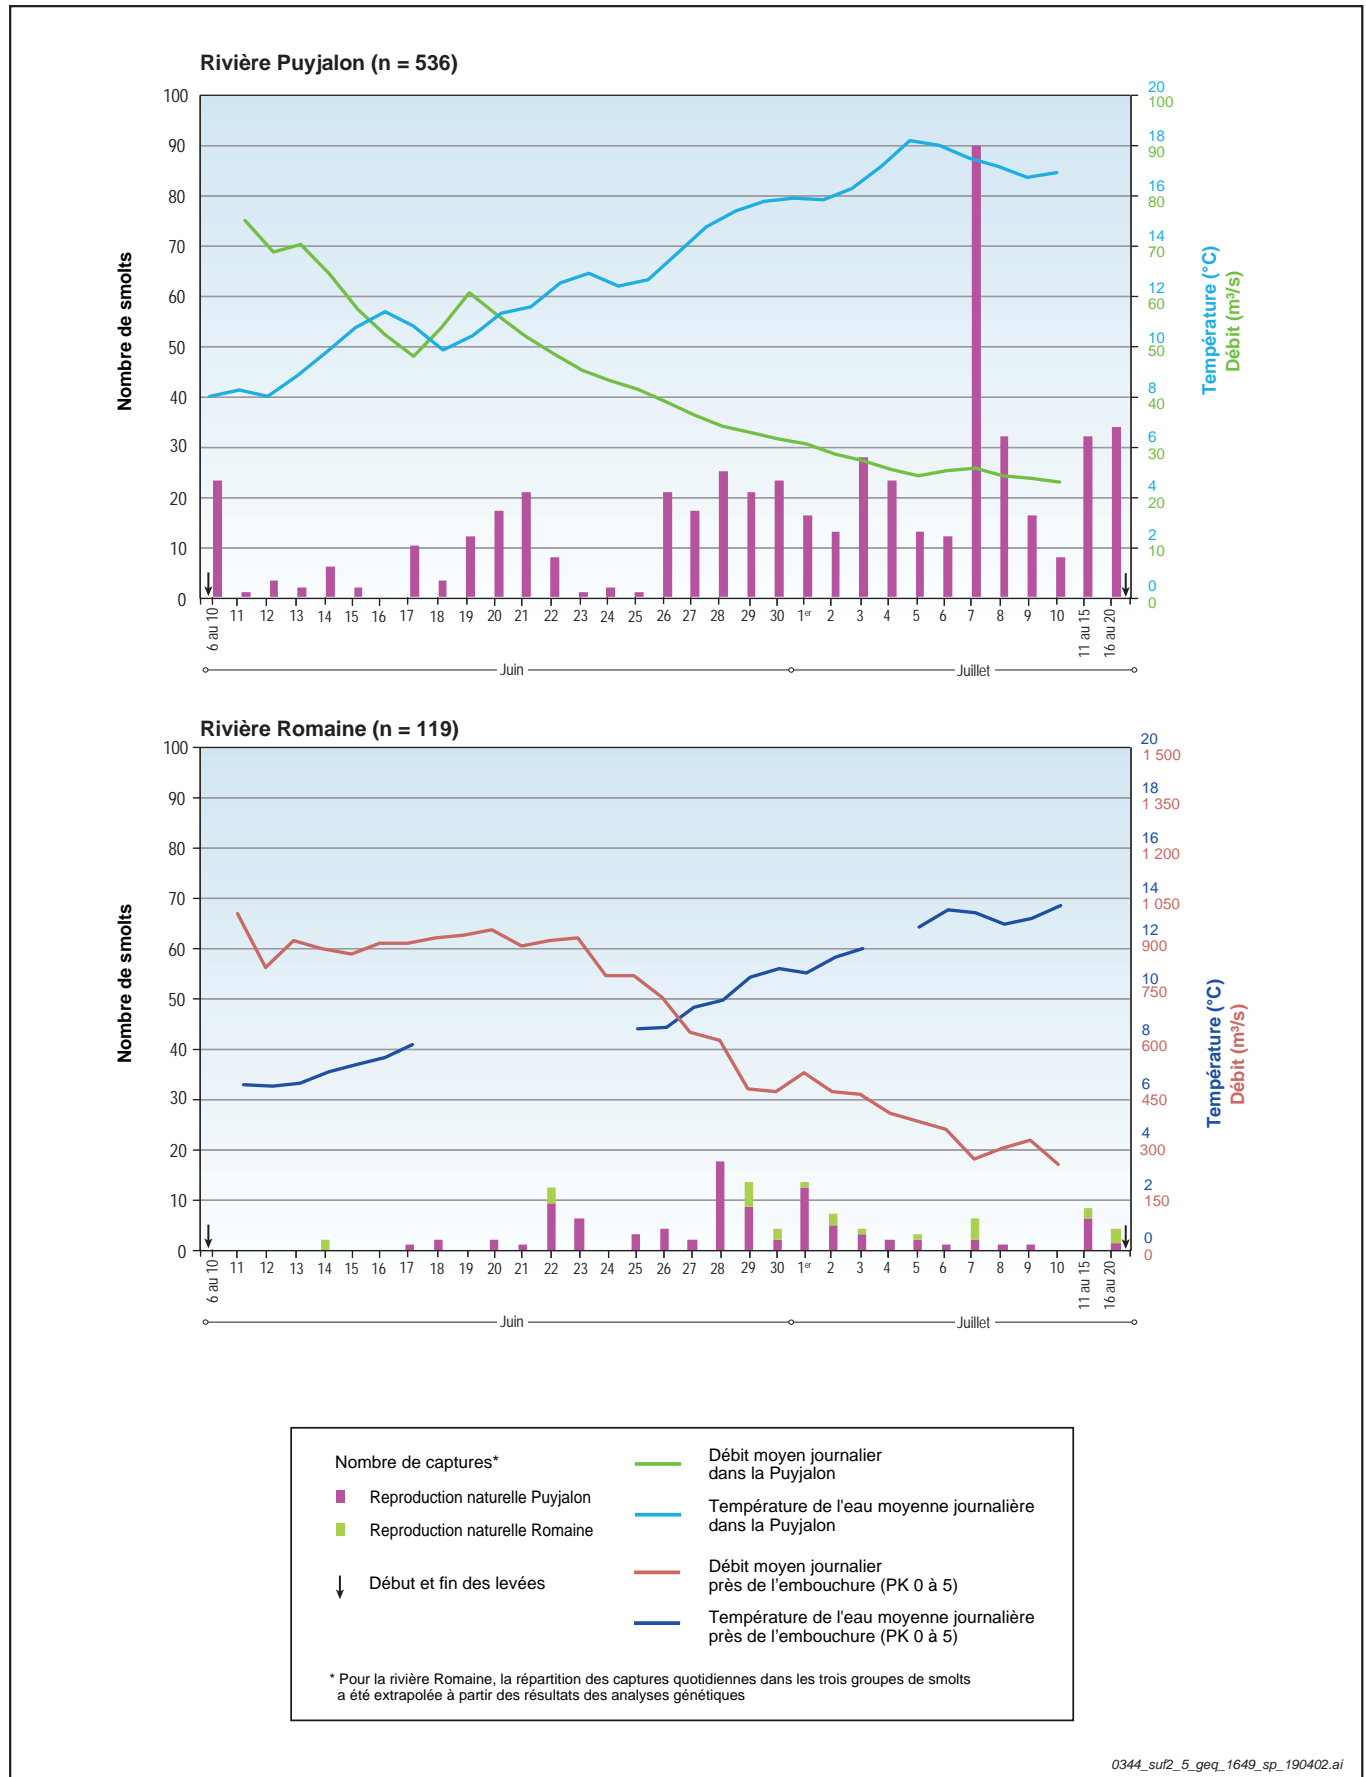 Rivière Puyjalon (n = 536)
100
90
80
70
60
50
40
30
20
10
0
Nombre de smolts
20
100
18
90
16
80
14
70
12
60
10
50
8
40
6
30
4
20
2
10
0
0
Température (°C)
Débit (m³/s)
6 au 10 11 12 13 14 15 16 17 18 19 20 21 22 23 24 25 26 27 28 29 30 1er 2 3 4 5 6 7 8 9 10 11 au 15 16 au 20
Juin Juillet
Rivière Romaine (n = 119)
100
90
80
70
60
50
40
30
20
10
0
Nombre de smolts
20
1 500
18
1 350
16
1 200
14
1 050
12
900
10
750
8
600
6
450
4
300
2
150
0
0
Température (°C)
Débit (m³/s)
6 au 10 11 12 13 14 15 16 17 18 19 20 21 22 23 24 25 26 27 28 29 30 1er 2 3 4 5 6 7 8 9 10 11 au 15 16 au 20
Juin Juillet
Nombre de captures*
Reproduction naturelle Puyjalon
Reproduction naturelle Romaine
Début et fin des levées
Débit moyen journalier
dans la Puyjalon
Température de l'eau moyenne journalière
dans la Puyjalon
Débit moyen journalier
près de l'embouchure (PK 0 à 5)
Température de l'eau moyenne journalière
près de l'embouchure (PK 0 à 5)
* Pour la rivière Romaine, la répartition des captures quotidiennes dans les trois groupes de smolts
a été extrapolée à partir des résultats des analyses génétiques
0344_suf2_5_geq_1649_sp_190402.ai